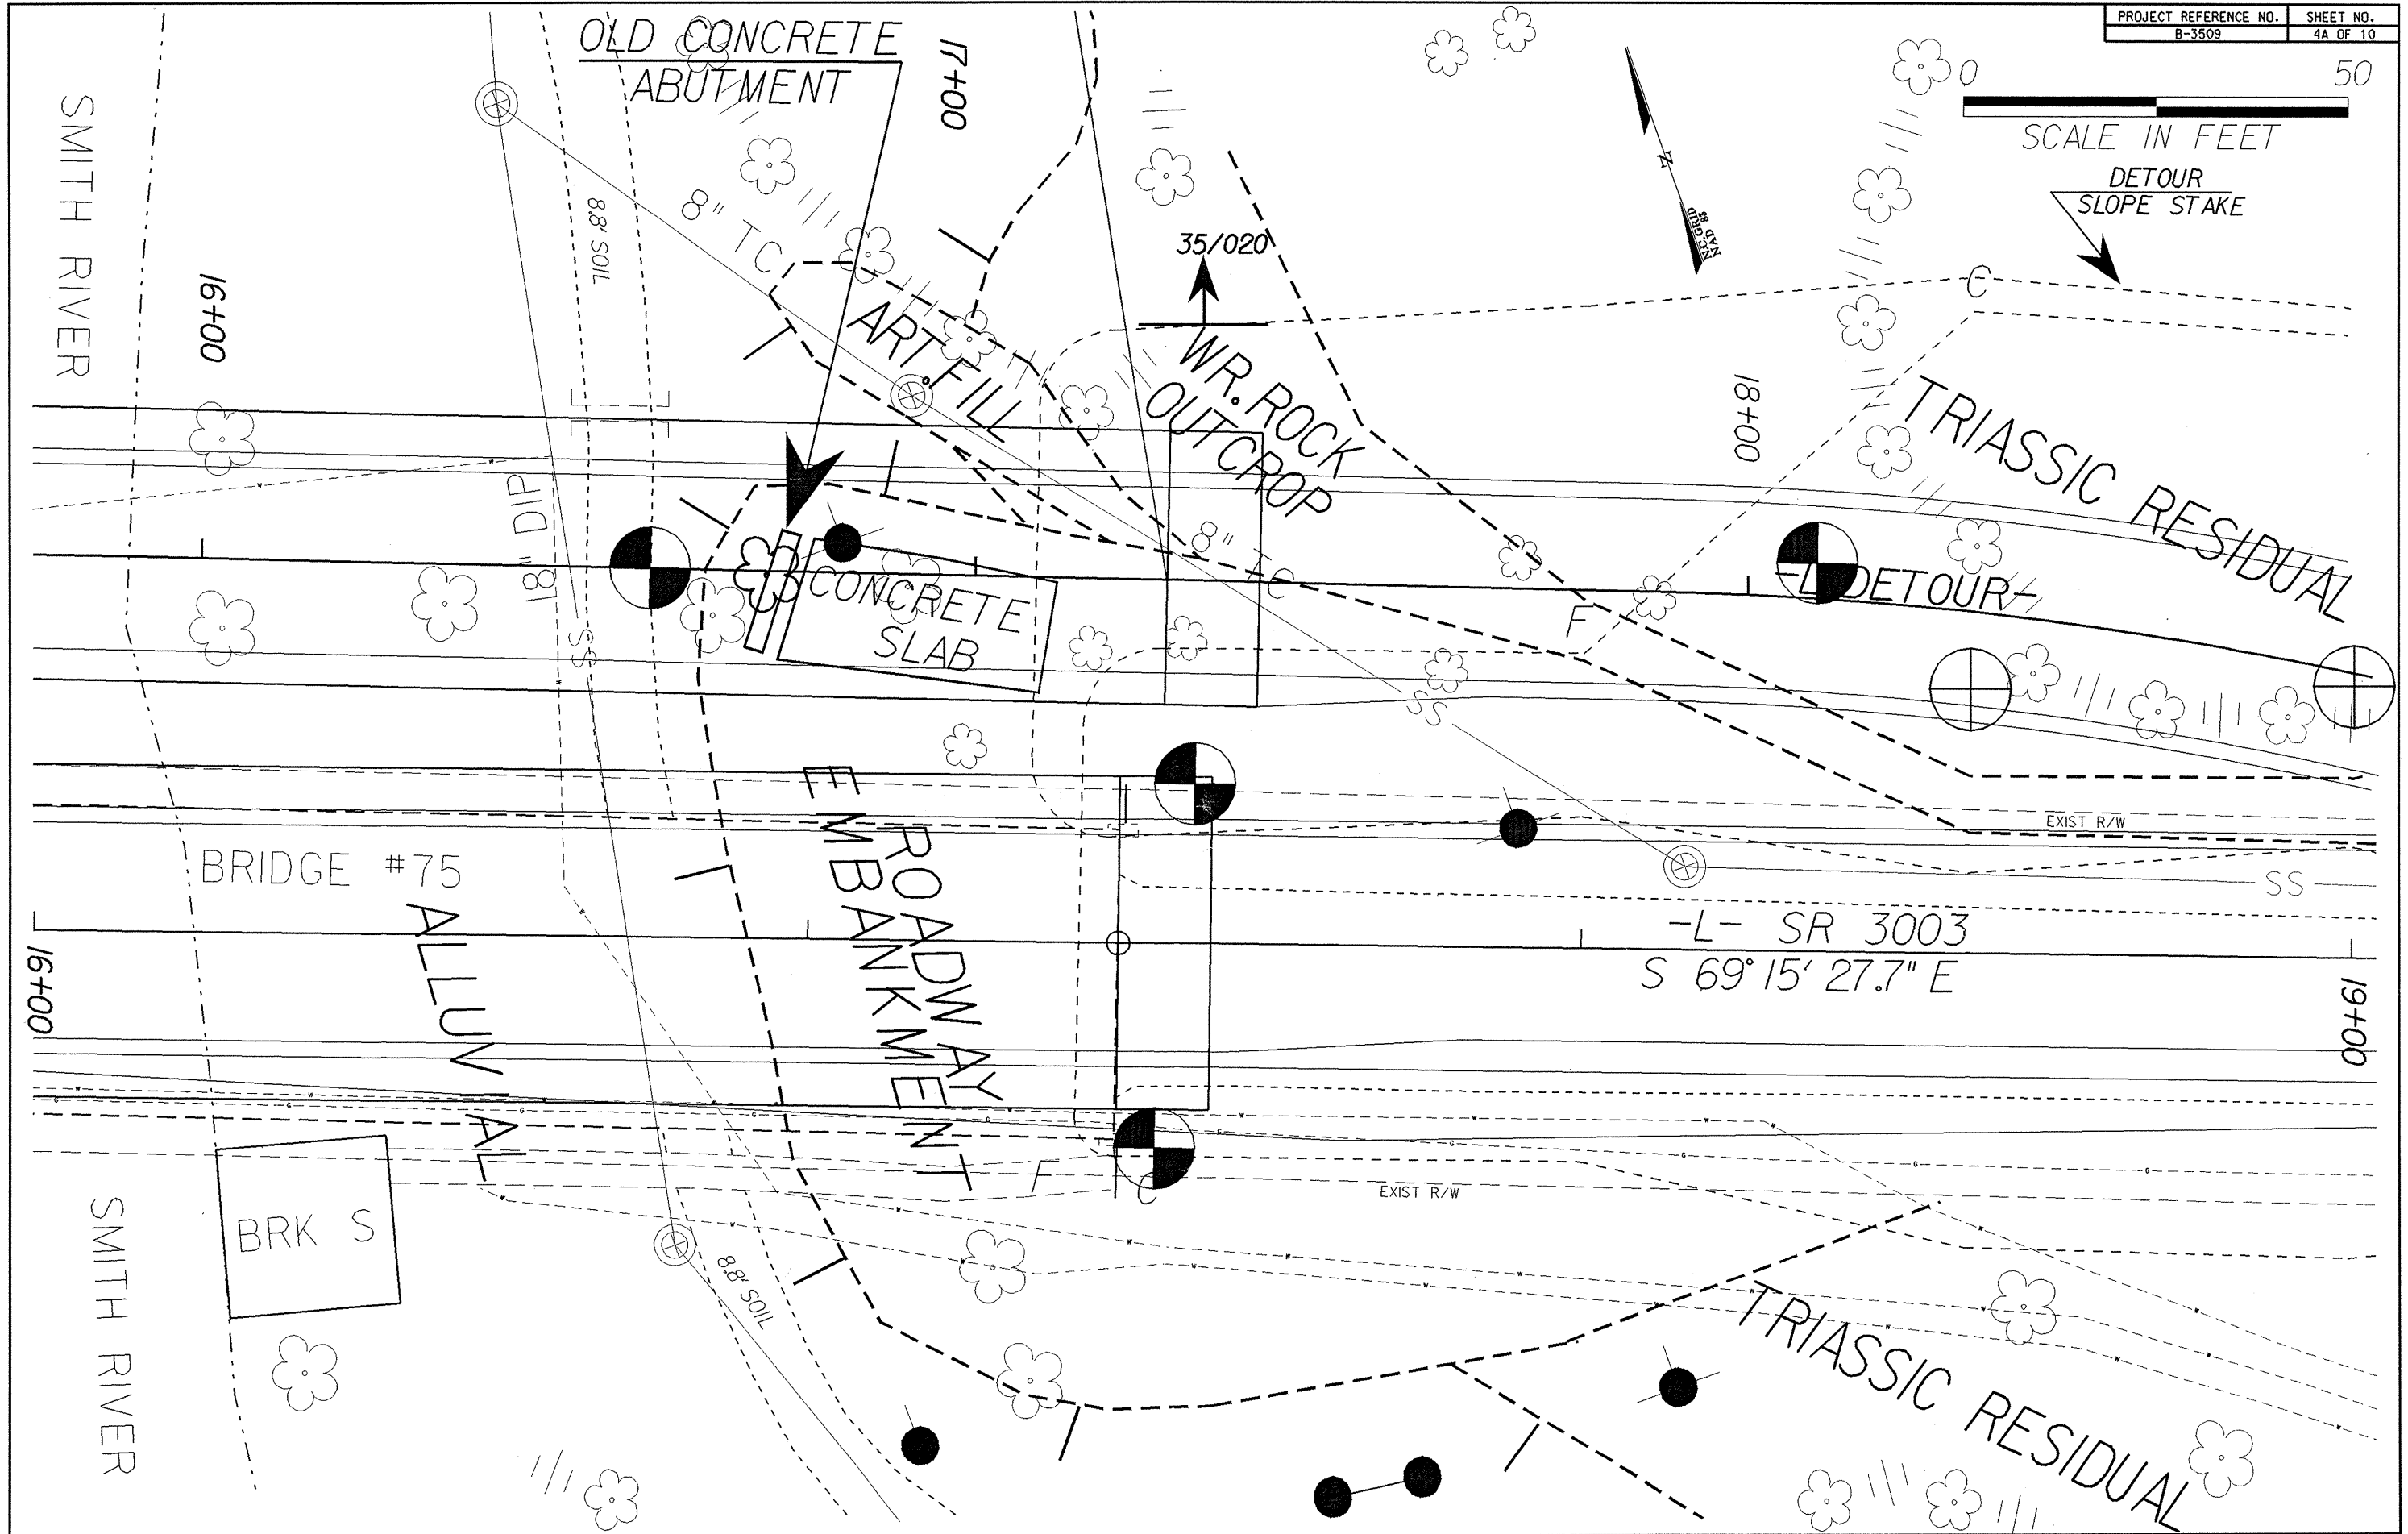 PROJECT REFERENCE NO. SHEET NO.
B-3509 4A OF 10
OLD CONCRETE
ABUTMENT
17+00
0 50
SCALE IN FEET
DETOUR
SLOPE STAKE
N
N.C. GRID
NAD 83
SMITH RIVER
16+00
8.8' SOIL
8" TC
35/020
C
ART. FILL
WR. ROCK
OUTCROP
18+00
TRIASSIC RESIDUAL
18" DIP
8" TC
CONCRETE
SLAB
-L- DETOUR-
F
SS
SS
EXIST R/W
BRIDGE #75
SS
ROADWAY
EMBANKMENT
ALLUVIAL
-L- SR 3003
S 69° 15' 27.7" E
16+00
19+00
F
C
EXIST R/W
BRK S
SMITH RIVER
8.8' SOIL
TRIASSIC RESIDUAL